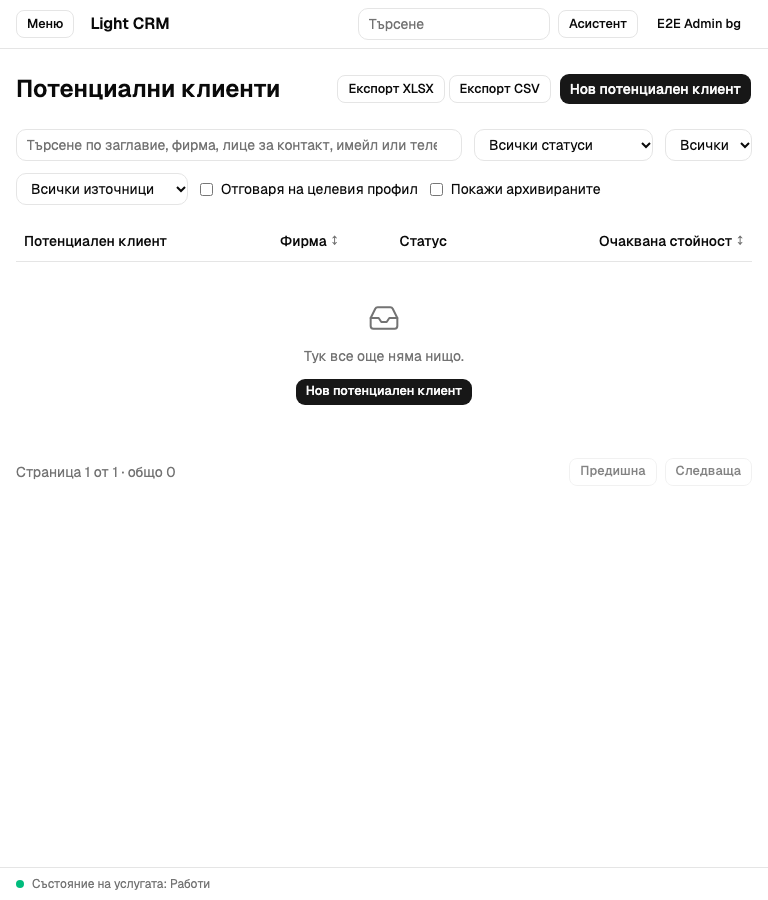 Меню
Light CRM
Търсене
Асистент
E2E Admin bg
Потенциални клиенти
Експорт XLSX
Експорт CSV
Нов потенциален клиент
Търсене по заглавие, фирма, лице за контакт, имейл или теле
Всички статуси
Всички
Всички източници
Отговаря на целевия профил
Покажи архивираните
Потенциален клиент
Фирма ↕
Статус
Очаквана стойност ↕
Тук все още няма нищо.
Нов потенциален клиент
Страница 1 от 1 · общо 0
Предишна
Следваща
Състояние на услугата: Работи